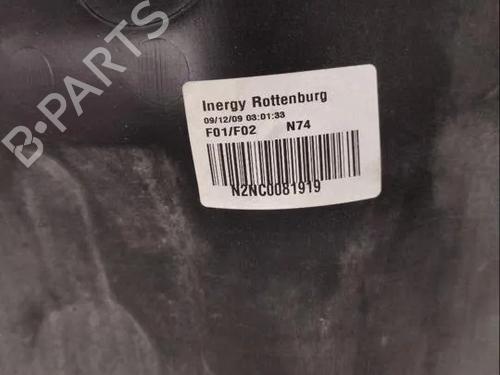 B-PARTS
Inergy Rottenburg
09/12/09 03:01:33
F01/F02 N74
N2NC0081919